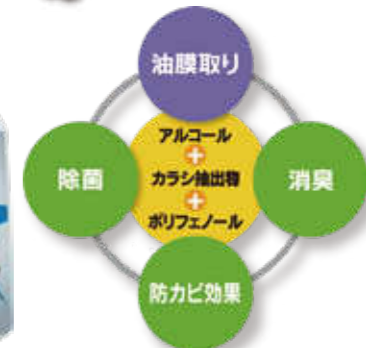 油膜取り
アルコール
+
カラシ抽出物
+
ポリフェノール
除菌
消臭
防カビ効果